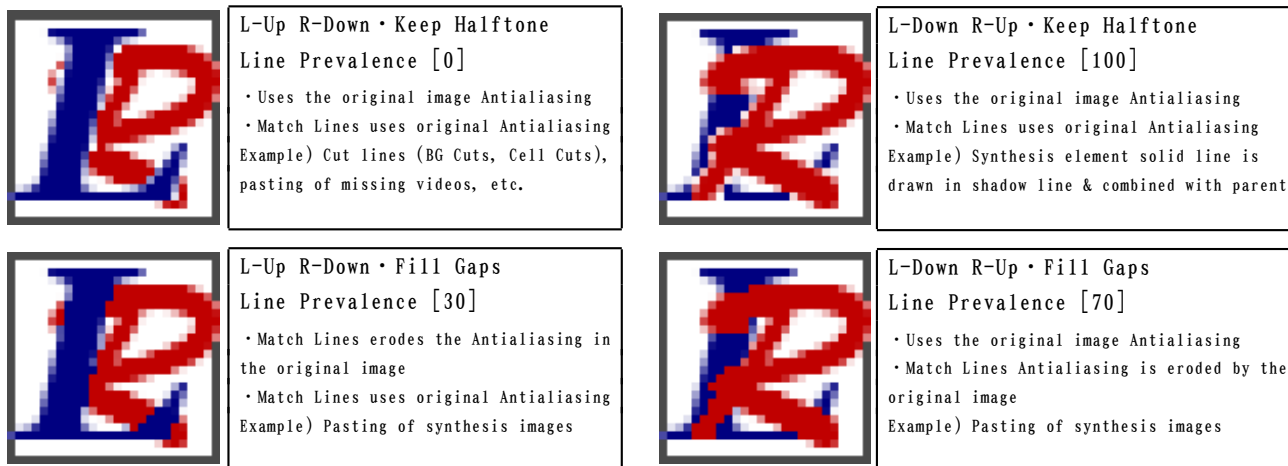 L-Up R-Down・Keep Halftone
Line Prevalence [0]
・Uses the original image Antialiasing
・Match Lines uses original Antialiasing
Example) Cut lines (BG Cuts, Cell Cuts),
pasting of missing videos, etc.
L-Down R-Up・Keep Halftone
Line Prevalence [100]
・Uses the original image Antialiasing
・Match Lines uses original Antialiasing
Example) Synthesis element solid line is
drawn in shadow line & combined with parent
L-Up R-Down・Fill Gaps
Line Prevalence [30]
・Match Lines erodes the Antialiasing in
the original image
・Match Lines uses original Antialiasing
Example) Pasting of synthesis images
L-Down R-Up・Fill Gaps
Line Prevalence [70]
・Uses the original image Antialiasing
・Match Lines Antialiasing is eroded by the
original image
Example) Pasting of synthesis images